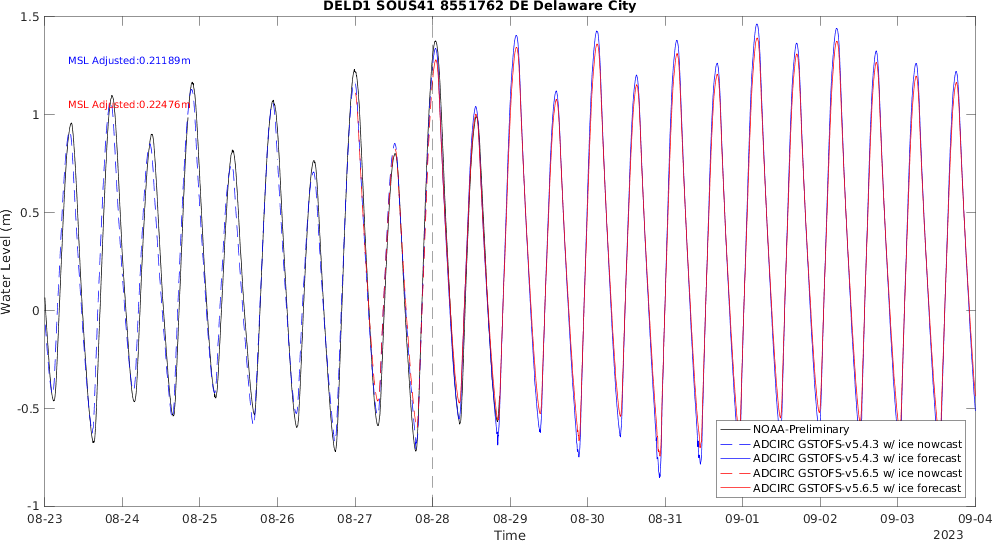 DELD1 SOUS41 8551762 DE Delaware City
1.5
MSL Adjusted:0.21189m
MSL Adjusted:0.22476m
1
0.5
0
-0.5
-1
Water Level (m)
NOAA-Preliminary
ADCIRC GSTOFS-v5.4.3 w/ ice nowcast
ADCIRC GSTOFS-v5.4.3 w/ ice forecast
ADCIRC GSTOFS-v5.6.5 w/ ice nowcast
ADCIRC GSTOFS-v5.6.5 w/ ice forecast
08-23 08-24 08-25 08-26 08-27 08-28 08-29 08-30 08-31 09-01 09-02 09-03 09-04
Time
2023